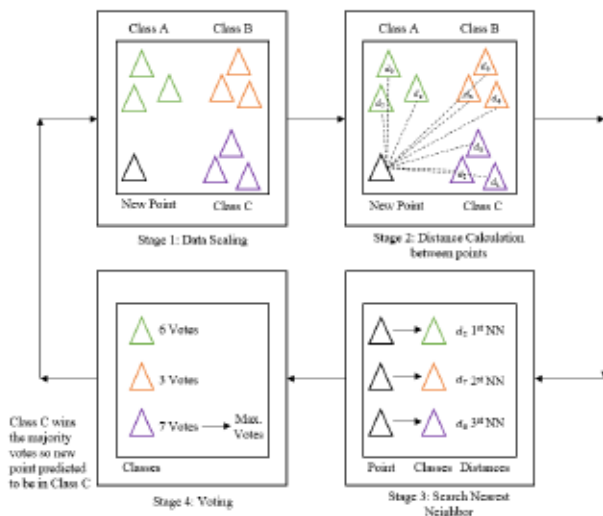 Class A Class B
New Point Class C
Stage 1: Data Scaling
Class A Class B
New Point Class C
Stage 2: Distance Calculation
between points
6 Votes
3 Votes
7 Votes Max.
Votes
Classes
Stage 4: Voting
Class C wins
the majority
votes so new
point predicted
to be in Class C
1st NN
2st NN
3st NN
Point Classes Distances
Stage 3: Search Nearest
Neighbor